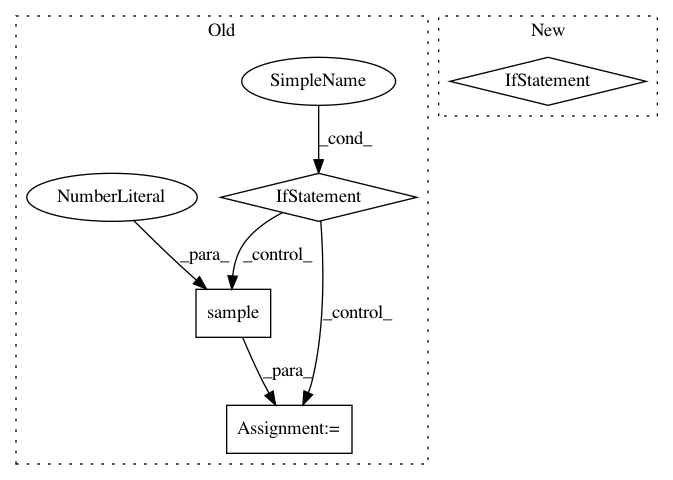 Old
New
SimpleName
IfStatement
_cond_
NumberLiteral
IfStatement
_para_
_control_
sample
_control_
_para_
Assignment:=